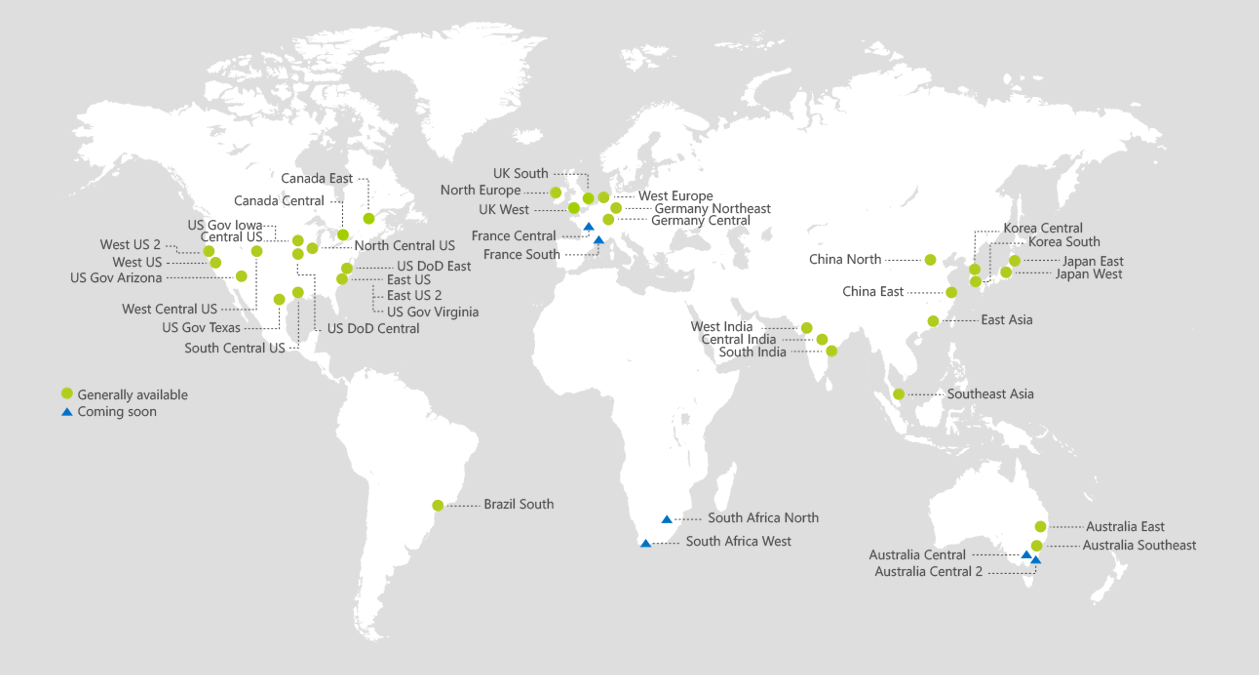 Canada East
Canada Central
US Gov Iowa
Central US
West US 2
North Central US
West US
US DoD East
US Gov Arizona
East US
East US 2
West Central US
US Gov Virginia
US Gov Texas
US DoD Central
South Central US
Generally available
Coming soon
Brazil South
UK South
North Europe
West Europe
UK West
Germany Northeast
Germany Central
France Central
France South
South Africa North
South Africa West
Korea Central
Korea South
China North
Japan East
Japan West
China East
East Asia
West India
Central India
South India
Southeast Asia
Australia East
Australia Southeast
Australia Central
Australia Central 2